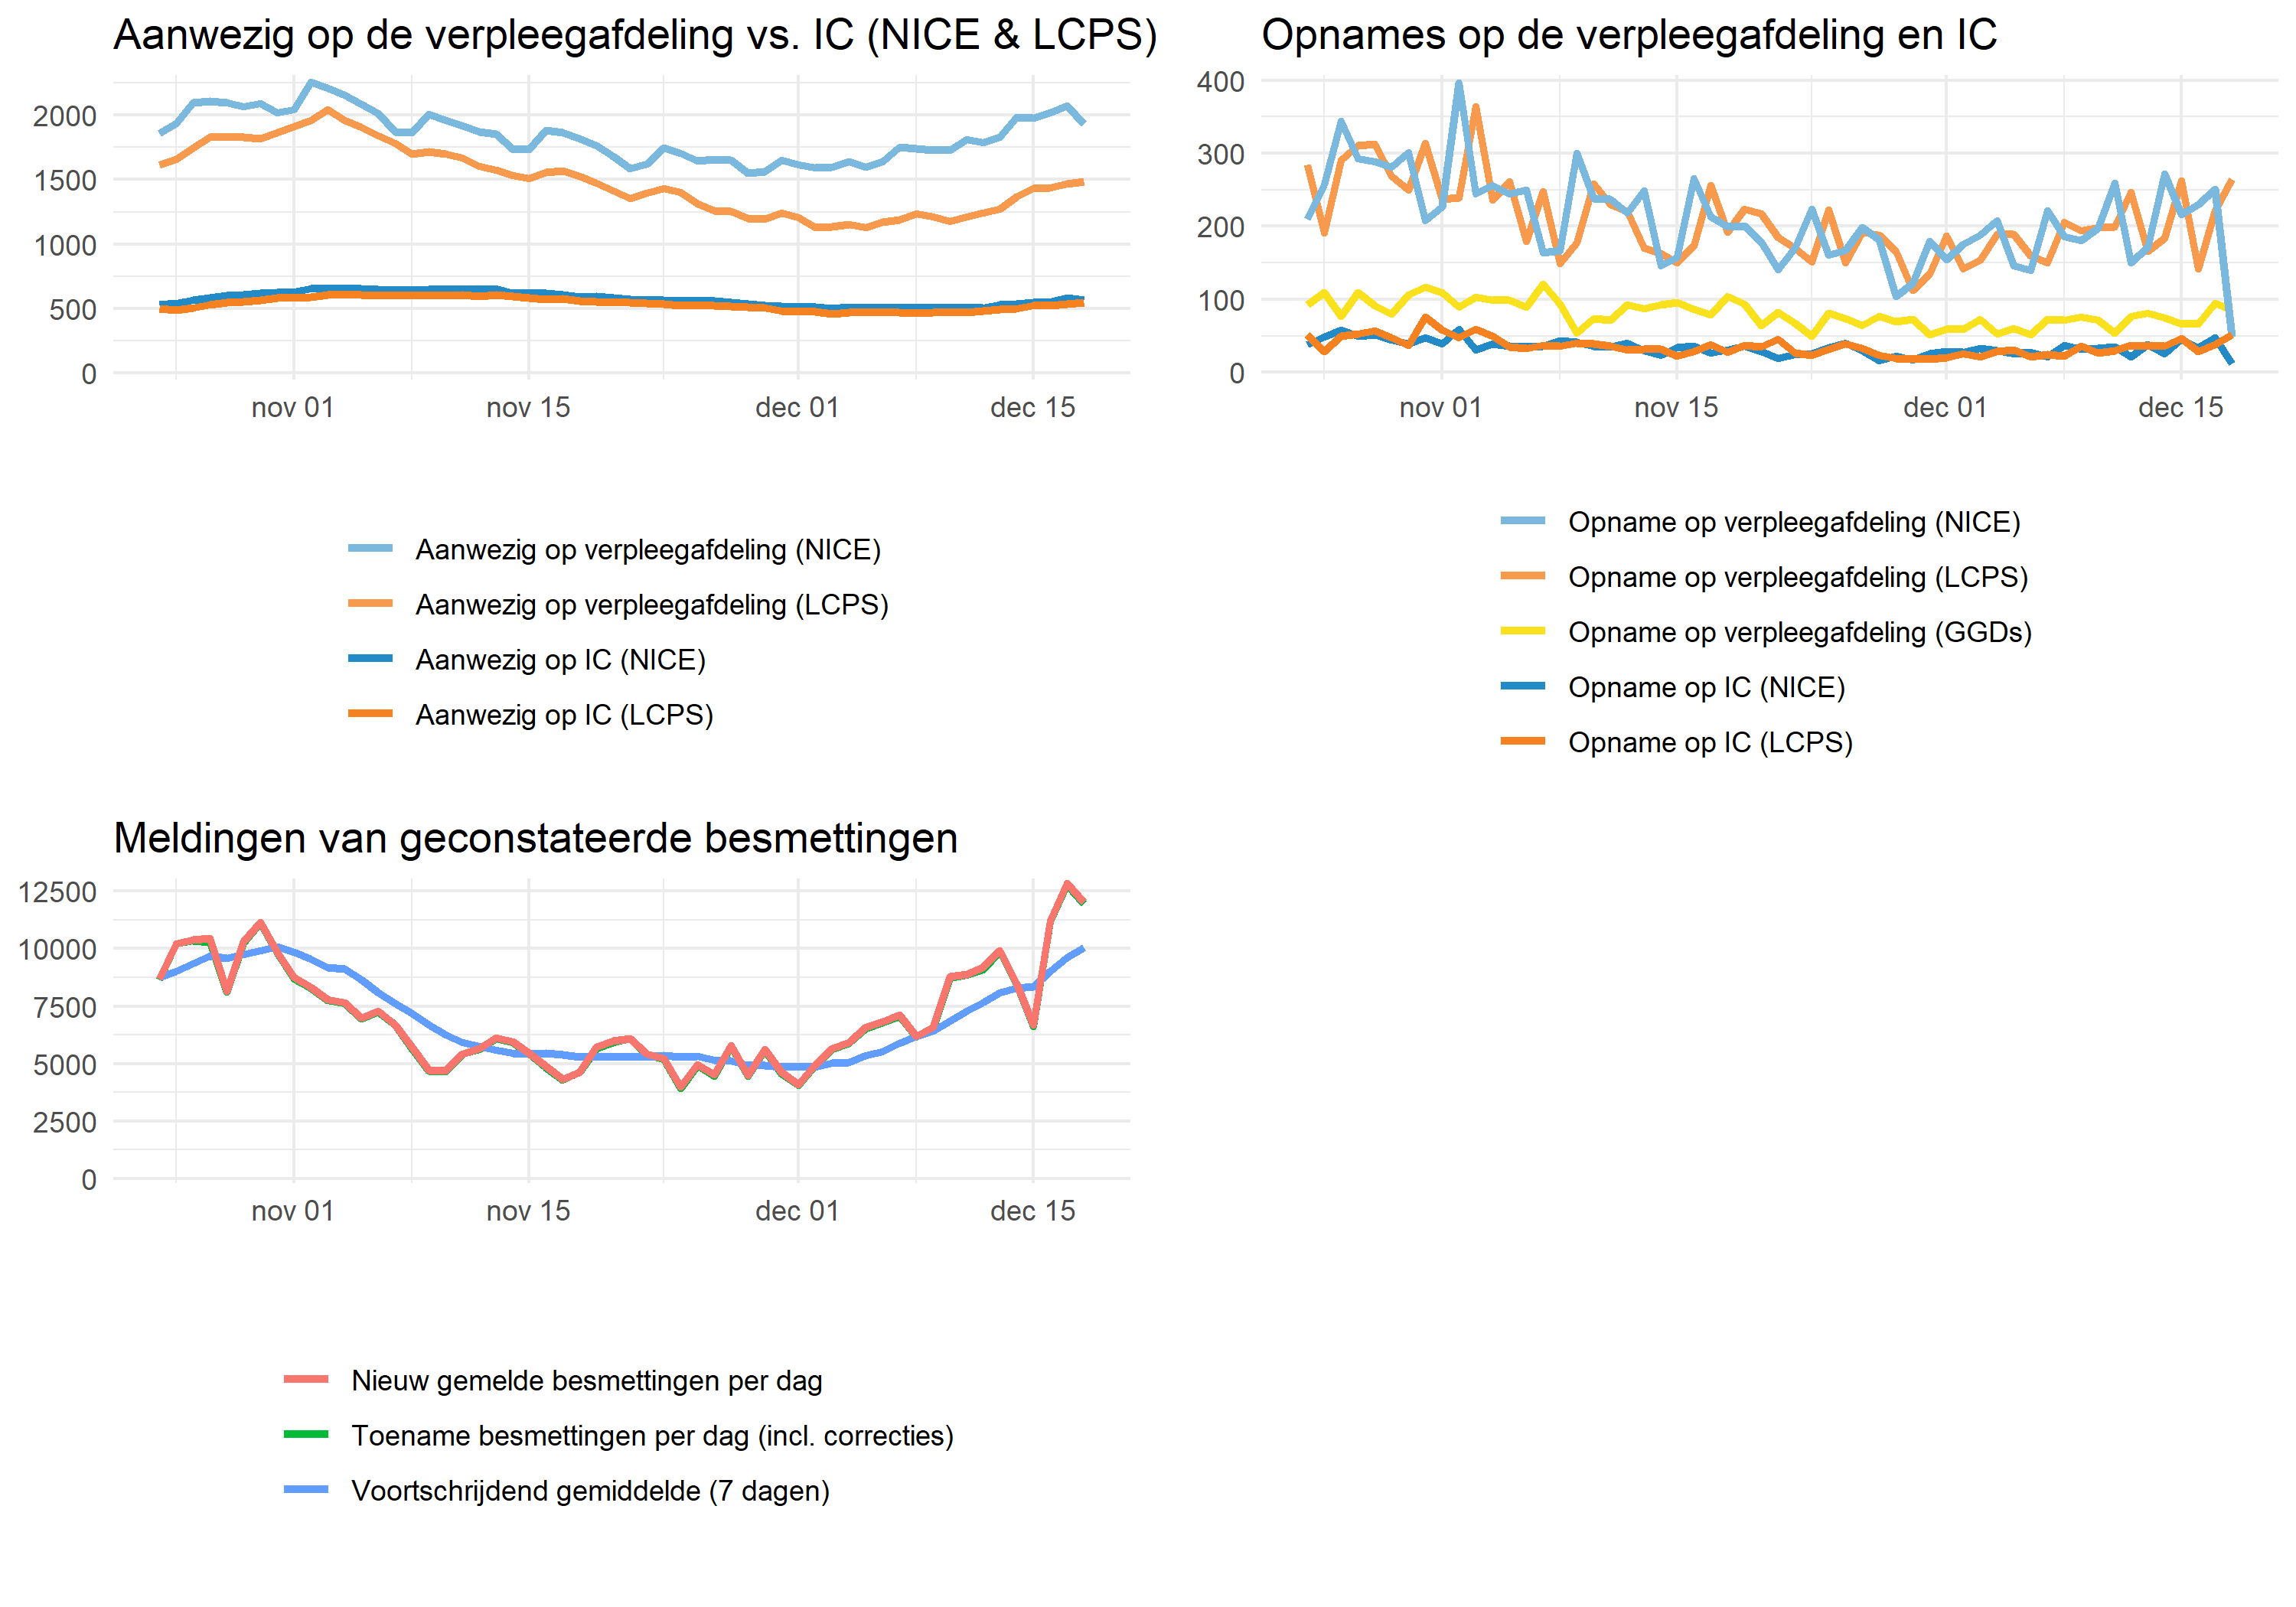 Aanwezig op de verpleegafdeling vs. IC (NICE & LCPS)
2000
1500
1000
500
0
nov 01 nov 15 dec 01 dec 15
Aanwezig op verpleegafdeling (NICE)
Aanwezig op verpleegafdeling (LCPS)
Aanwezig op IC (NICE)
Aanwezig op IC (LCPS)
Opnames op de verpleegafdeling en IC
400
300
200
100
0
nov 01 nov 15 dec 01 dec 15
Opname op verpleegafdeling (NICE)
Opname op verpleegafdeling (LCPS)
Opname op verpleegafdeling (GGDs)
Opname op IC (NICE)
Opname op IC (LCPS)
Meldingen van geconstateerde besmettingen
12500
10000
7500
5000
2500
0
nov 01 nov 15 dec 01 dec 15
Nieuw gemelde besmettingen per dag
Toename besmettingen per dag (incl. correcties)
Voortschrijdend gemiddelde (7 dagen)